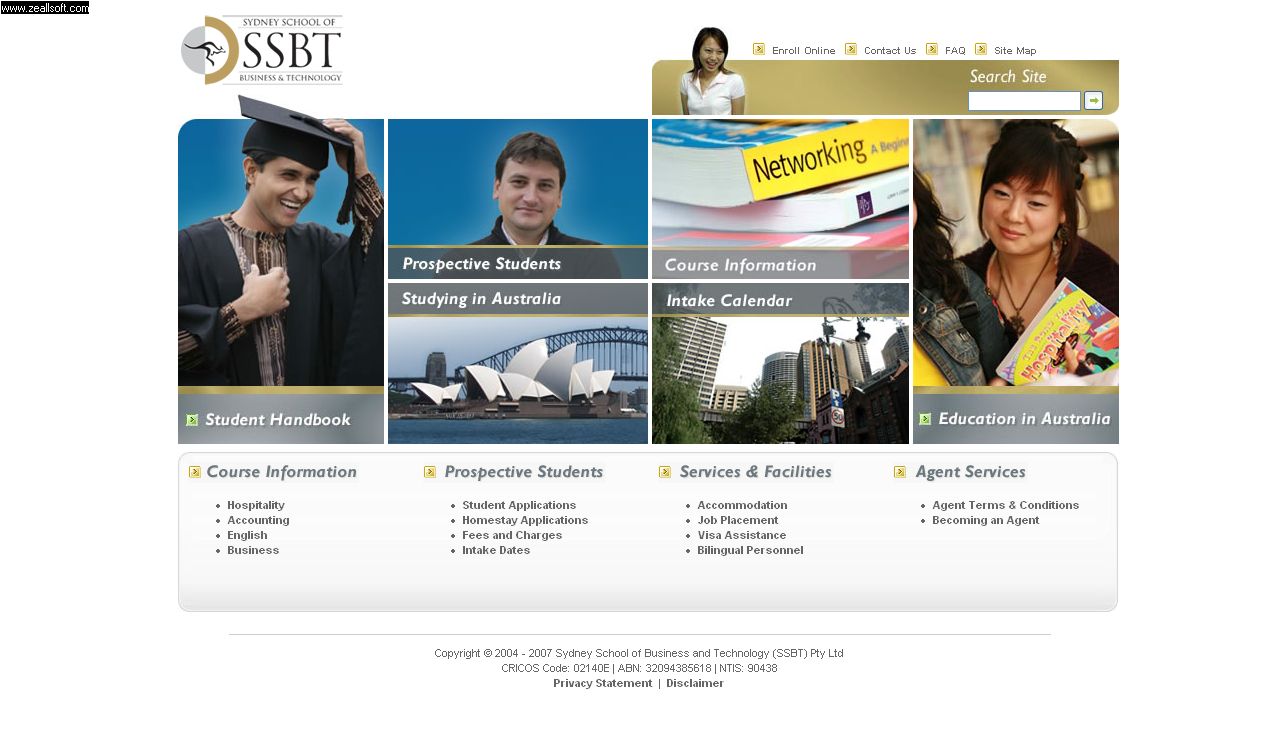 www.zeallsoft.com
SYDNEY SCHOOL OF
SSBT
BUSINESS & TECHNOLOGY
Enroll Online
Contact Us
FAQ
Site Map
Search Site
Networking A Begin
Prospective Students
Course Information
Studying in Australia
Intake Calendar
Hospitality
P
50
Student Handbook
Education in Australia
Course Information
Hospitality
Accounting
English
Business
Prospective Students
Student Applications
Homestay Applications
Fees and Charges
Intake Dates
Services & Facilities
Accommodation
Job Placement
Visa Assistance
Bilingual Personnel
Agent Services
Agent Terms & Conditions
Becoming an Agent
Copyright © 2004 - 2007 Sydney School of Business and Technology (SSBT) Pty Ltd
CRICOS Code: 02140E | ABN: 32094385618 | NTIS: 90438
Privacy Statement | Disclaimer